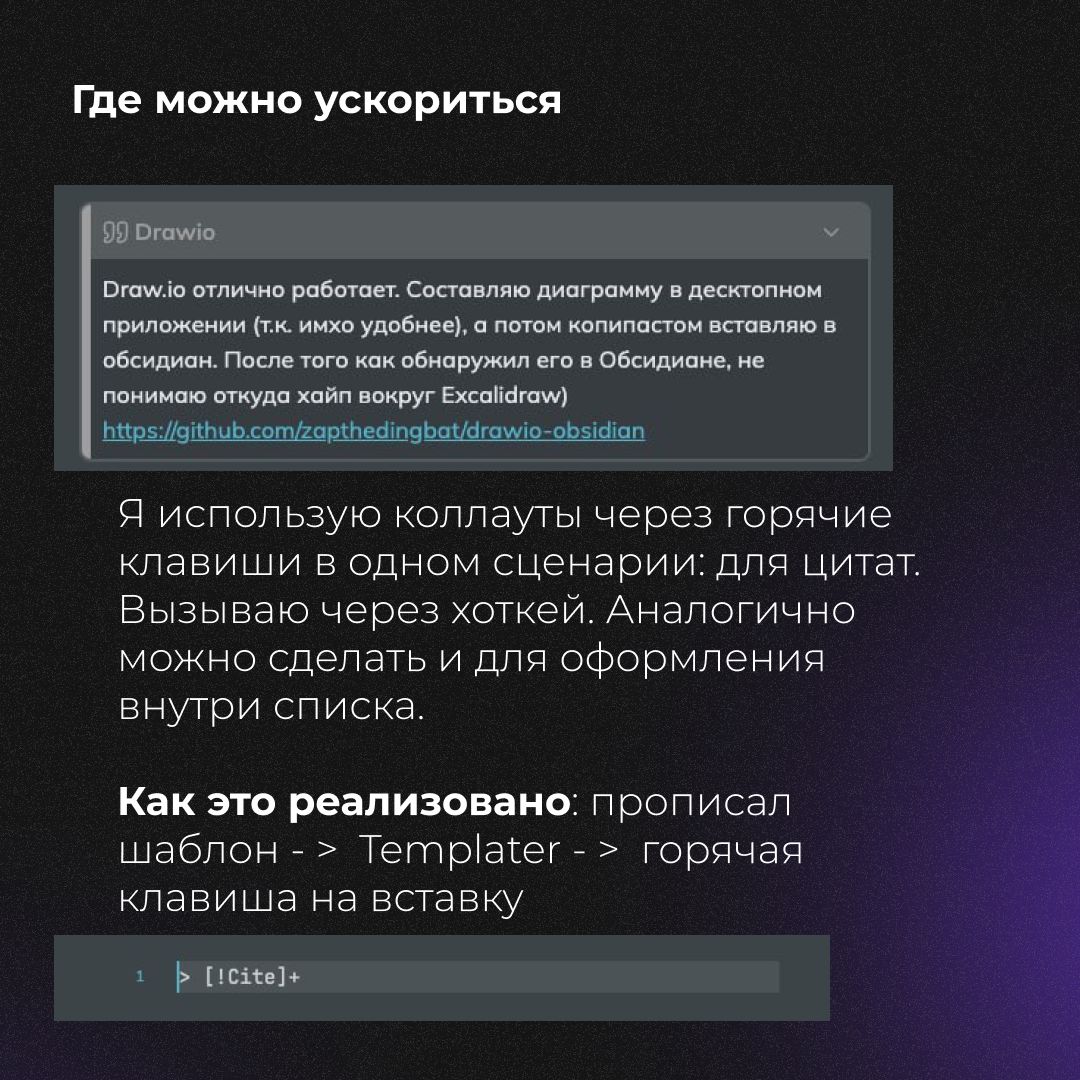 Где можно ускориться
Drawio
Draw.io отлично работает. Составляю диаграмму в десктопном
приложении (т.к. имхо удобнее), а потом копипастом вставляю в
обсидиан. После того как обнаружил его в Обсидиане, не
понимаю откуда хайп вокруг Excalidraw)
https://github.com/zapthedingbat/drawio-obsidian
Я использую коллауты через горячие
клавиши в одном сценарии: для цитат.
Вызываю через хоткей. Аналогично
можно сделать и для оформления
внутри списка.
Как это реализовано: прописал
шаблон - > Templater - > горячая
клавиша на вставку
1 > [!Cite]+